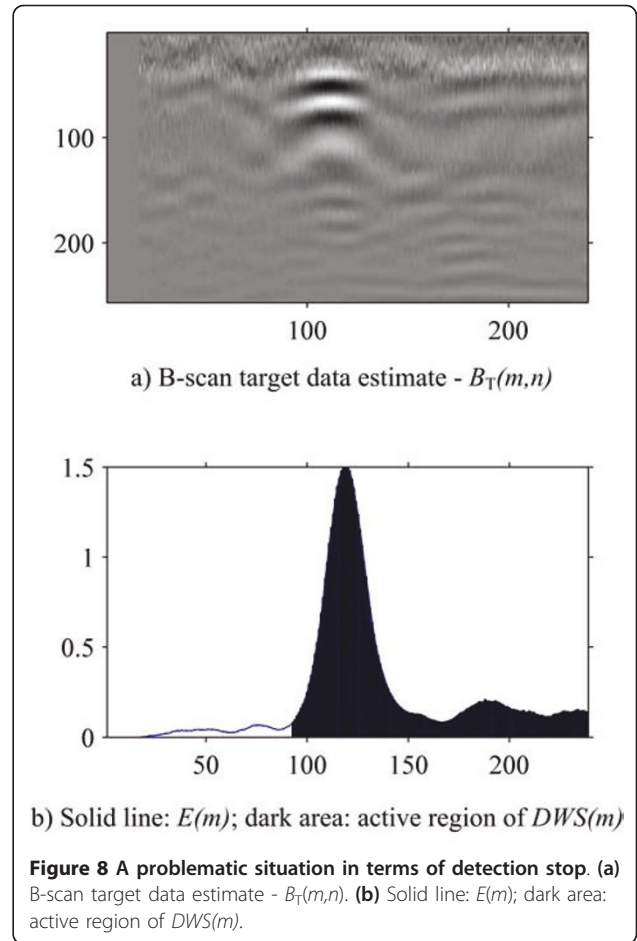 100
200
100 200
a) B-scan target data estimate - B_T(m,n)
1.5
1
0.5
0
50 100 150 200
b) Solid line: E(m); dark area: active region of DWS(m)
Figure 8 A problematic situation in terms of detection stop. (a)
B-scan target data estimate - B_T(m,n). (b) Solid line: E(m); dark area:
active region of DWS(m).